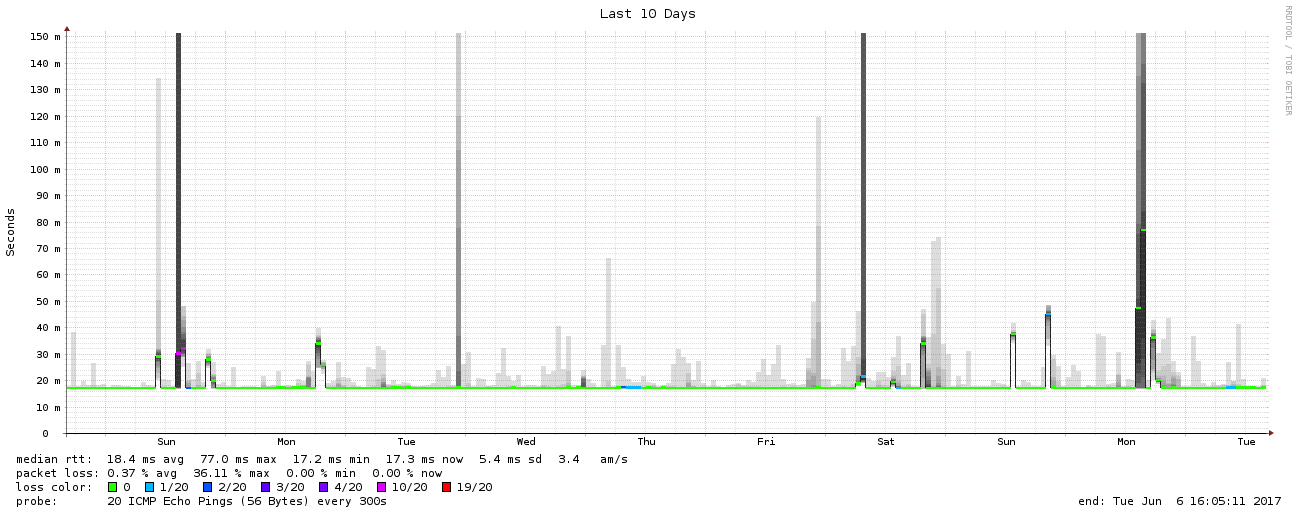 Last 10 Days
RRDTOOL / TOBI OETIKER
Seconds
150 m
140 m
130 m
120 m
110 m
100 m
90 m
80 m
70 m
60 m
50 m
40 m
30 m
20 m
10 m
0
Sun Mon Tue Wed Thu Fri Sat Sun Mon Tue
median rtt: 18.4 ms avg 77.0 ms max 17.2 ms min 17.3 ms now 5.4 ms sd 3.4 am/s
packet loss: 0.37 % avg 36.11 % max 0.00 % min 0.00 % now
loss color: 0 1/20 2/20 3/20 4/20 10/20 19/20
probe: 20 ICMP Echo Pings (56 Bytes) every 300s end: Tue Jun 6 16:05:11 2017